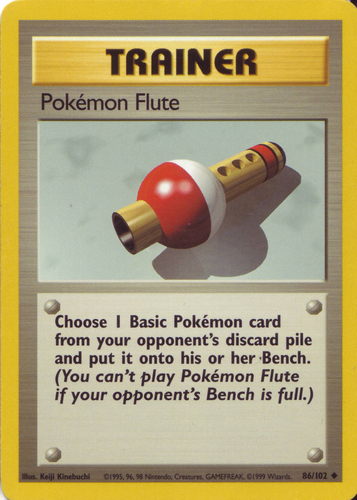 TRAINER
Pokémon Flute
Choose 1 Basic Pokémon card
from your opponent's discard pile
and put it onto his or her Bench.
(You can't play Pokémon Flute
if your opponent's Bench is full.)
Illus. Keiji Kinebuchi ©1995, 96, 98 Nintendo, Creatures, GAMEFREAK. ©1999 Wizards. 86/102 ◆